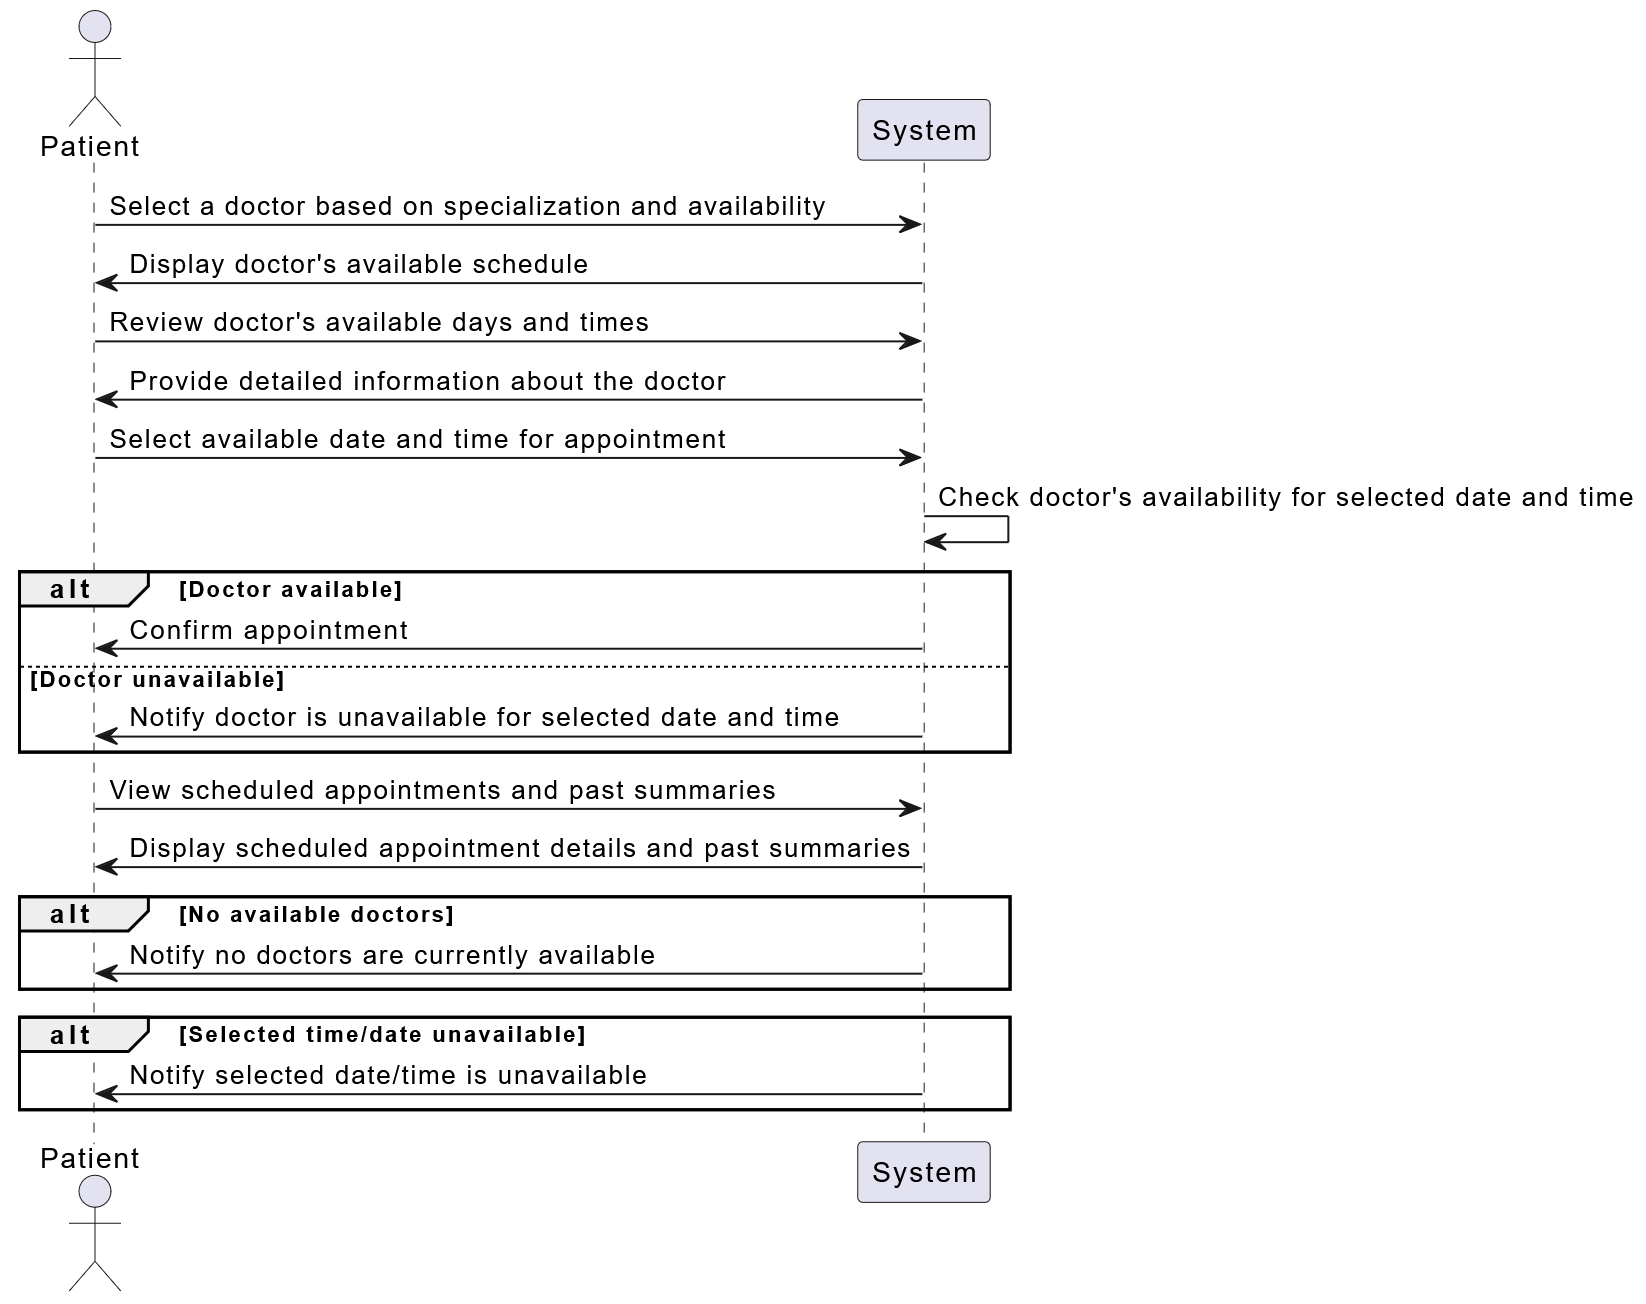 Patient
System
Select a doctor based on specialization and availability
Display doctor's available schedule
Review doctor's available days and times
Provide detailed information about the doctor
Select available date and time for appointment
Check doctor's availability for selected date and time
alt [Doctor available]
Confirm appointment
[Doctor unavailable]
Notify doctor is unavailable for selected date and time
View scheduled appointments and past summaries
Display scheduled appointment details and past summaries
alt [No available doctors]
Notify no doctors are currently available
alt [Selected time/date unavailable]
Notify selected date/time is unavailable
Patient
System